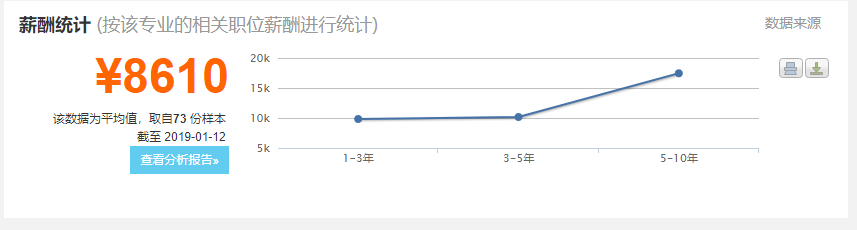 薪酬统计 (按该专业的相关职位薪酬进行统计)
数据来源
¥8610
该数据为平均值，取自73 份样本
截至 2019-01-12
查看分析报告»
20k
15k
10k
5k
1-3年
3-5年
5-10年